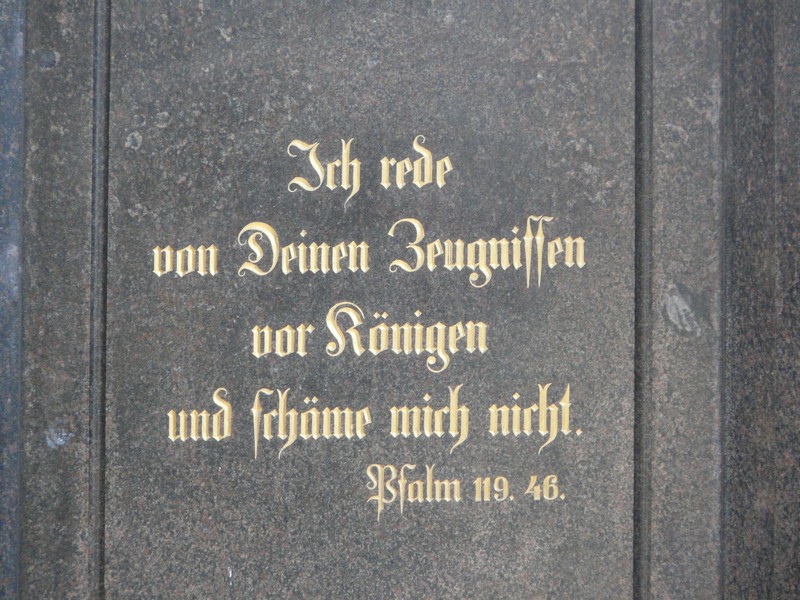 Ich rede
von Deinen Zeugnissen
vor Königen
und schäme mich nicht.
Psalm 119. 46.